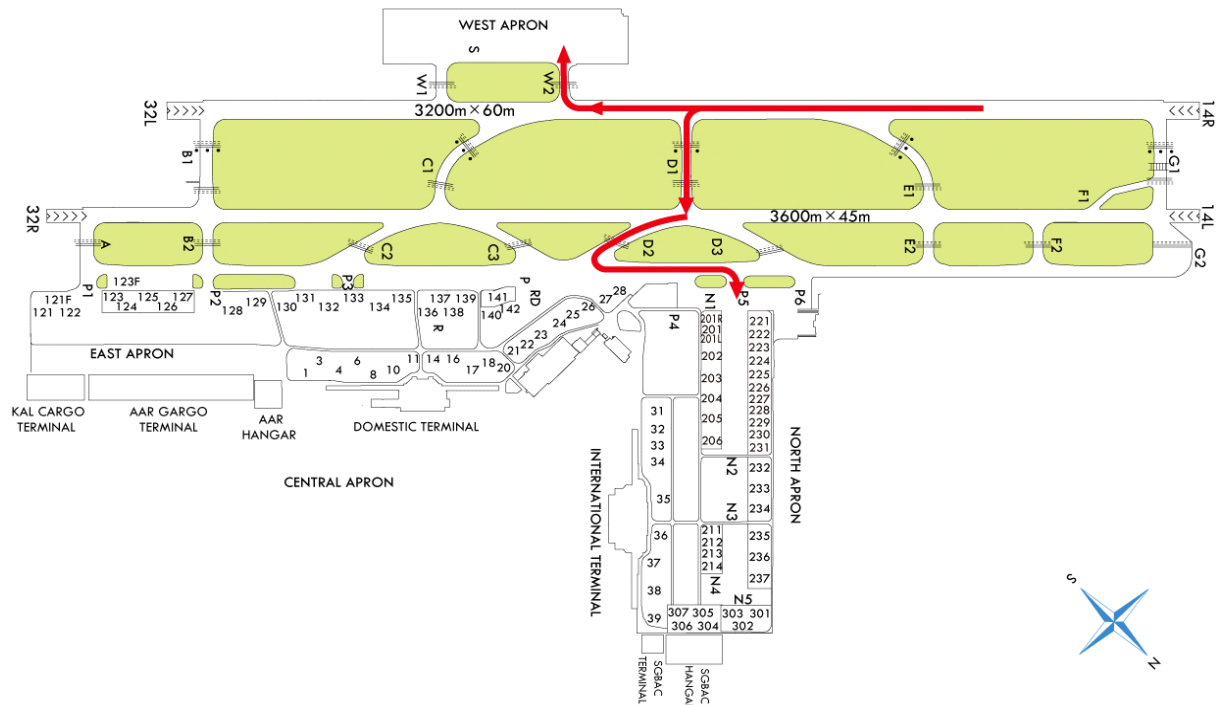 WEST APRON
S
W1
W2
32L
3200m×60m
14R
B1
C1
D1
E1
F1
G1
32R
3600m×45m
14L
A
B2
C2
C3
D2
D3
E2
F2
G2
P1
123F
P2
P3
P
RD
N1
P5
P6
121F
121 122
123 125 127
124 126
128 129
130 131 132 133 134 135
137 139
136 138
R
141
140 142
21 22 23 24 25 26
27 28
P4
201R
201
201L
202
203
204
205
206
221
222
223
224
225
226
227
228
229
230
231
EAST APRON
1 3 4 6 8 10 11
14 16 17 18 20
KAL CARGO
TERMINAL
AAR GARGO
TERMINAL
AAR
HANGAR
DOMESTIC TERMINAL
CENTRAL APRON
INTERNATIONAL TERMINAL
NORTH APRON
31
32
33
34
35
36
37
38
39
N2
N3
232
233
234
211
212
213
214
235
236
237
N4
N5
307 305
306 304
303 301
302
SGBAC
TERMINAL
SGBAC
HANGA
S
N